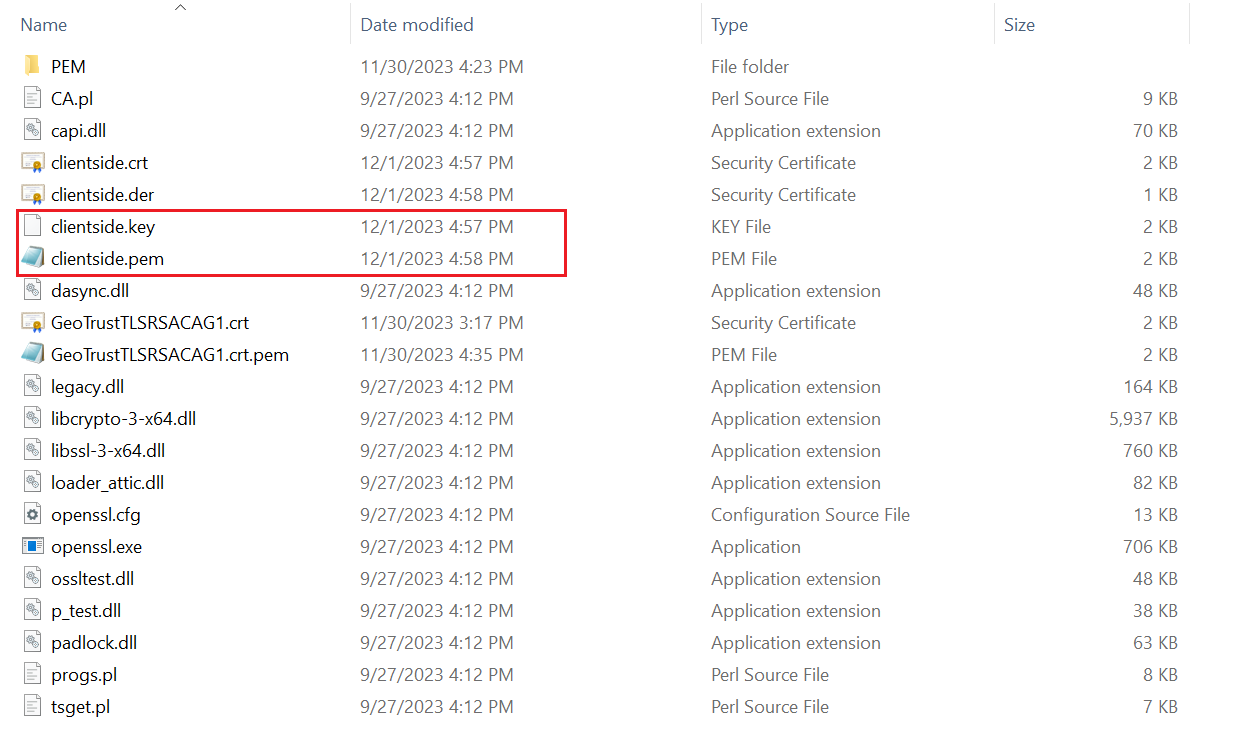 Name Date modified Type Size
PEM 11/30/2023 4:23 PM File folder
CA.pl 9/27/2023 4:12 PM Perl Source File 9 KB
capi.dll 9/27/2023 4:12 PM Application extension 70 KB
clientside.crt 12/1/2023 4:57 PM Security Certificate 2 KB
clientside.der 12/1/2023 4:58 PM Security Certificate 1 KB
clientside.key 12/1/2023 4:57 PM KEY File 2 KB
clientside.pem 12/1/2023 4:58 PM PEM File 2 KB
dasync.dll 9/27/2023 4:12 PM Application extension 48 KB
GeoTrustTLSRSACAG1.crt 11/30/2023 3:17 PM Security Certificate 2 KB
GeoTrustTLSRSACAG1.crt.pem 11/30/2023 4:35 PM PEM File 2 KB
legacy.dll 9/27/2023 4:12 PM Application extension 164 KB
libcrypto-3-x64.dll 9/27/2023 4:12 PM Application extension 5,937 KB
libssl-3-x64.dll 9/27/2023 4:12 PM Application extension 760 KB
loader_attic.dll 9/27/2023 4:12 PM Application extension 82 KB
openssl.cfg 9/27/2023 4:12 PM Configuration Source File 13 KB
openssl.exe 9/27/2023 4:12 PM Application 706 KB
ossltest.dll 9/27/2023 4:12 PM Application extension 48 KB
p_test.dll 9/27/2023 4:12 PM Application extension 38 KB
padlock.dll 9/27/2023 4:12 PM Application extension 63 KB
progs.pl 9/27/2023 4:12 PM Perl Source File 8 KB
tsget.pl 9/27/2023 4:12 PM Perl Source File 7 KB